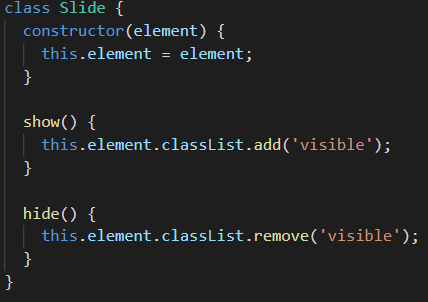 class Slide {
  constructor(element) {
    this.element = element;
  }

  show() {
    this.element.classList.add('visible');
  }

  hide() {
    this.element.classList.remove('visible');
  }
}